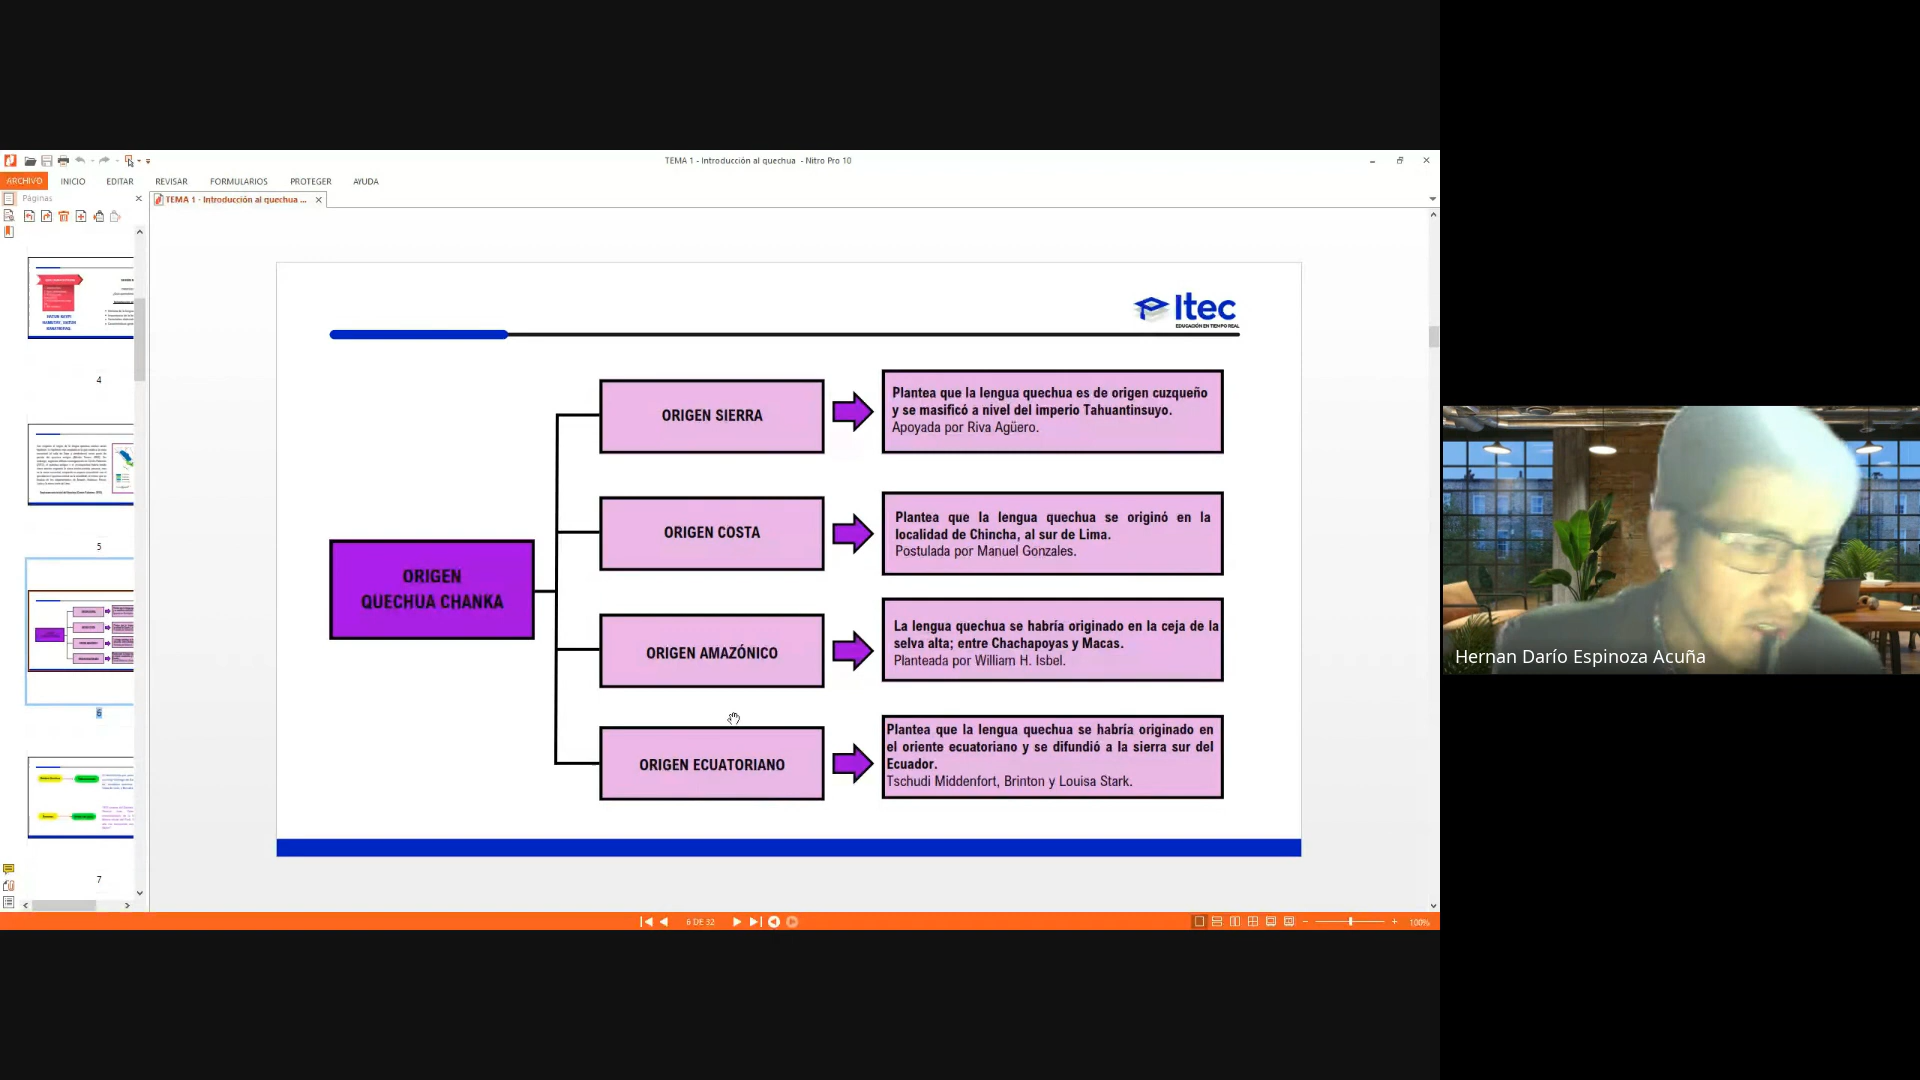 TEMA 1 - Introducción al quechua - Nitro Pro 10
ARCHIVO INICIO EDITAR REVISAR FORMULARIOS PROTEGER AYUDA
Páginas
TEMA 1 - Introducción al quechua ...
4
5
6
7
Itec
EDUCACIÓN EN TIEMPO REAL
ORIGEN
QUECHUA CHANKA
ORIGEN SIERRA
Plantea que la lengua quechua es de origen cuzqueño
y se masificó a nivel del imperio Tahuantinsuyo.
Apoyada por Riva Agüero.
ORIGEN COSTA
Plantea que la lengua quechua se originó en la
localidad de Chincha, al sur de Lima.
Postulada por Manuel Gonzales.
ORIGEN AMAZÓNICO
La lengua quechua se habría originado en la ceja de la
selva alta; entre Chachapoyas y Macas.
Planteada por William H. Isbel.
ORIGEN ECUATORIANO
Plantea que la lengua quechua se habría originado en
el oriente ecuatoriano y se difundió a la sierra sur del
Ecuador.
Tschudi Middenfort, Brinton y Louisa Stark.
6 DE 32
100%
Hernan Darío Espinoza Acuña